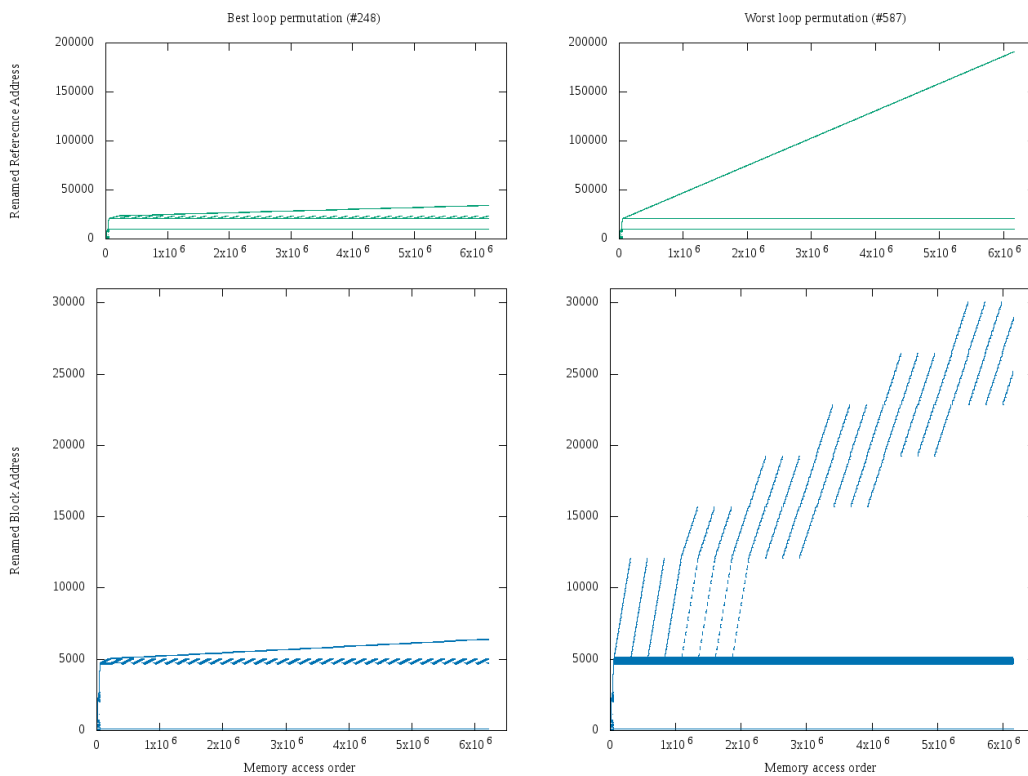 Best loop permutation (#248)
Worst loop permutation (#587)
Renamed Referecnce Address
200000
150000
100000
50000
0
0
1x10^6
2x10^6
3x10^6
4x10^6
5x10^6
6x10^6
200000
150000
100000
50000
0
0
1x10^6
2x10^6
3x10^6
4x10^6
5x10^6
6x10^6
Renamed Block Address
30000
25000
20000
15000
10000
5000
0
0
1x10^6
2x10^6
3x10^6
4x10^6
5x10^6
6x10^6
Memory access order
30000
25000
20000
15000
10000
5000
0
0
1x10^6
2x10^6
3x10^6
4x10^6
5x10^6
6x10^6
Memory access order